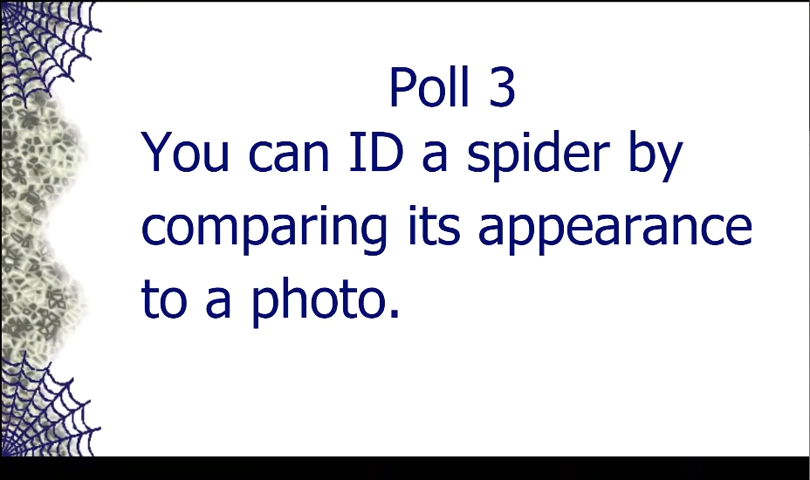 Poll 3
You can ID a spider by
comparing its appearance
to a photo.